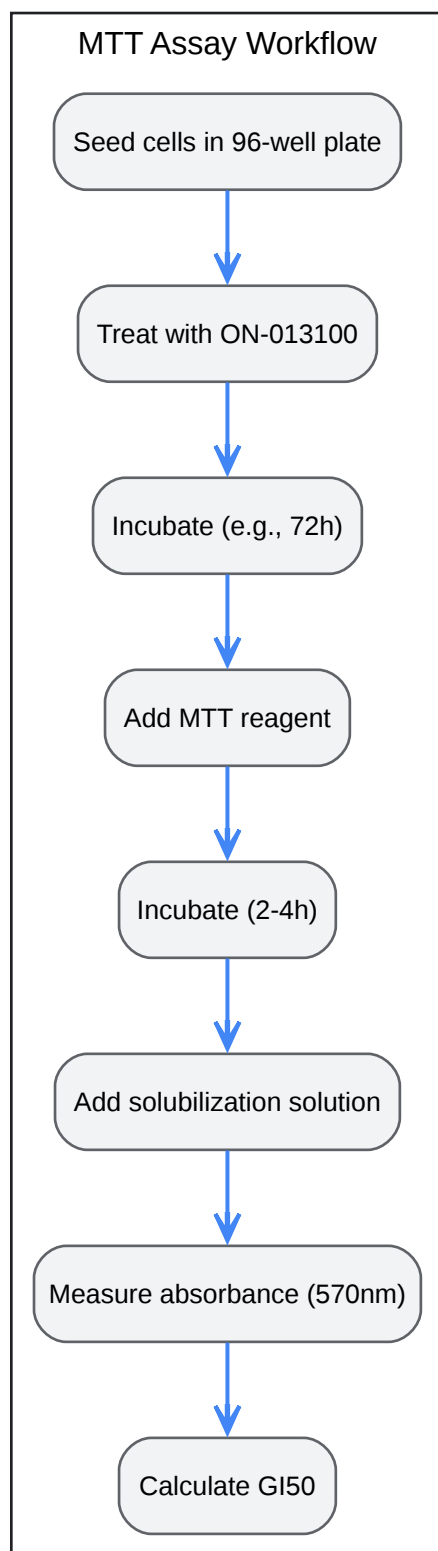 MTT Assay Workflow
Seed cells in 96-well plate
Treat with ON-013100
Incubate (e.g., 72h)
Add MTT reagent
Incubate (2-4h)
Add solubilization solution
Measure absorbance (570nm)
Calculate GI50